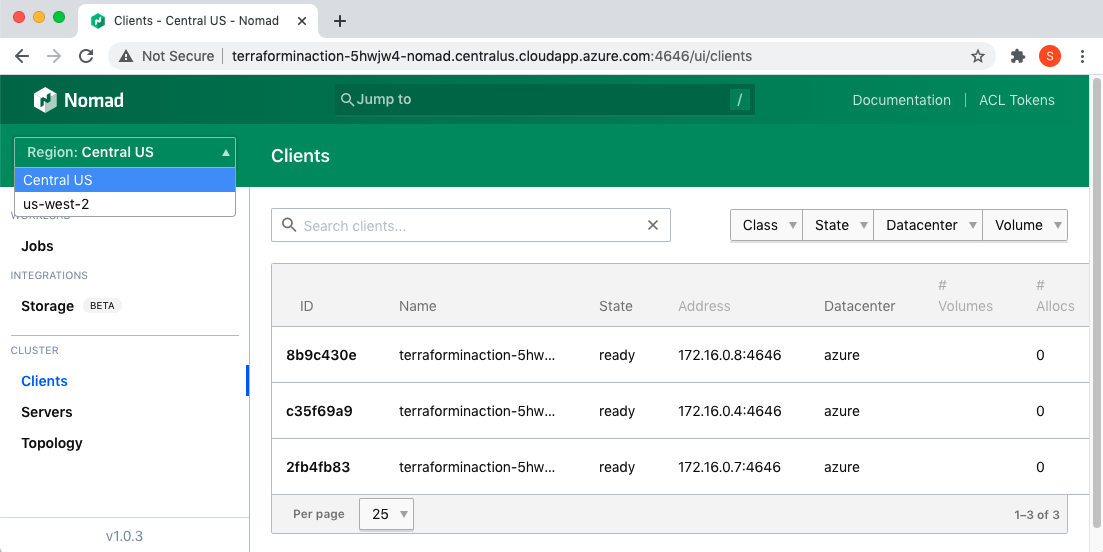 Clients - Central US - Nomad
Not Secure | terraforminaction-5hwjw4-nomad.centralus.cloudapp.azure.com:4646/ui/clients
S
Nomad
Jump to
/
Documentation | ACL Tokens
Region: Central US
Central US
us-west-2
Clients
WORKLOAD
Jobs
INTEGRATIONS
Storage BETA
CLUSTER
Clients
Servers
Topology
v1.0.3
Search clients...
Class State Datacenter Volume
ID Name State Address Datacenter # Volumes # Allocs
8b9c430e terraforminaction-5hw... ready 172.16.0.8:4646 azure 0
c35f69a9 terraforminaction-5hw... ready 172.16.0.4:4646 azure 0
2fb4fb83 terraforminaction-5hw... ready 172.16.0.7:4646 azure 0
Per page 25 1–3 of 3